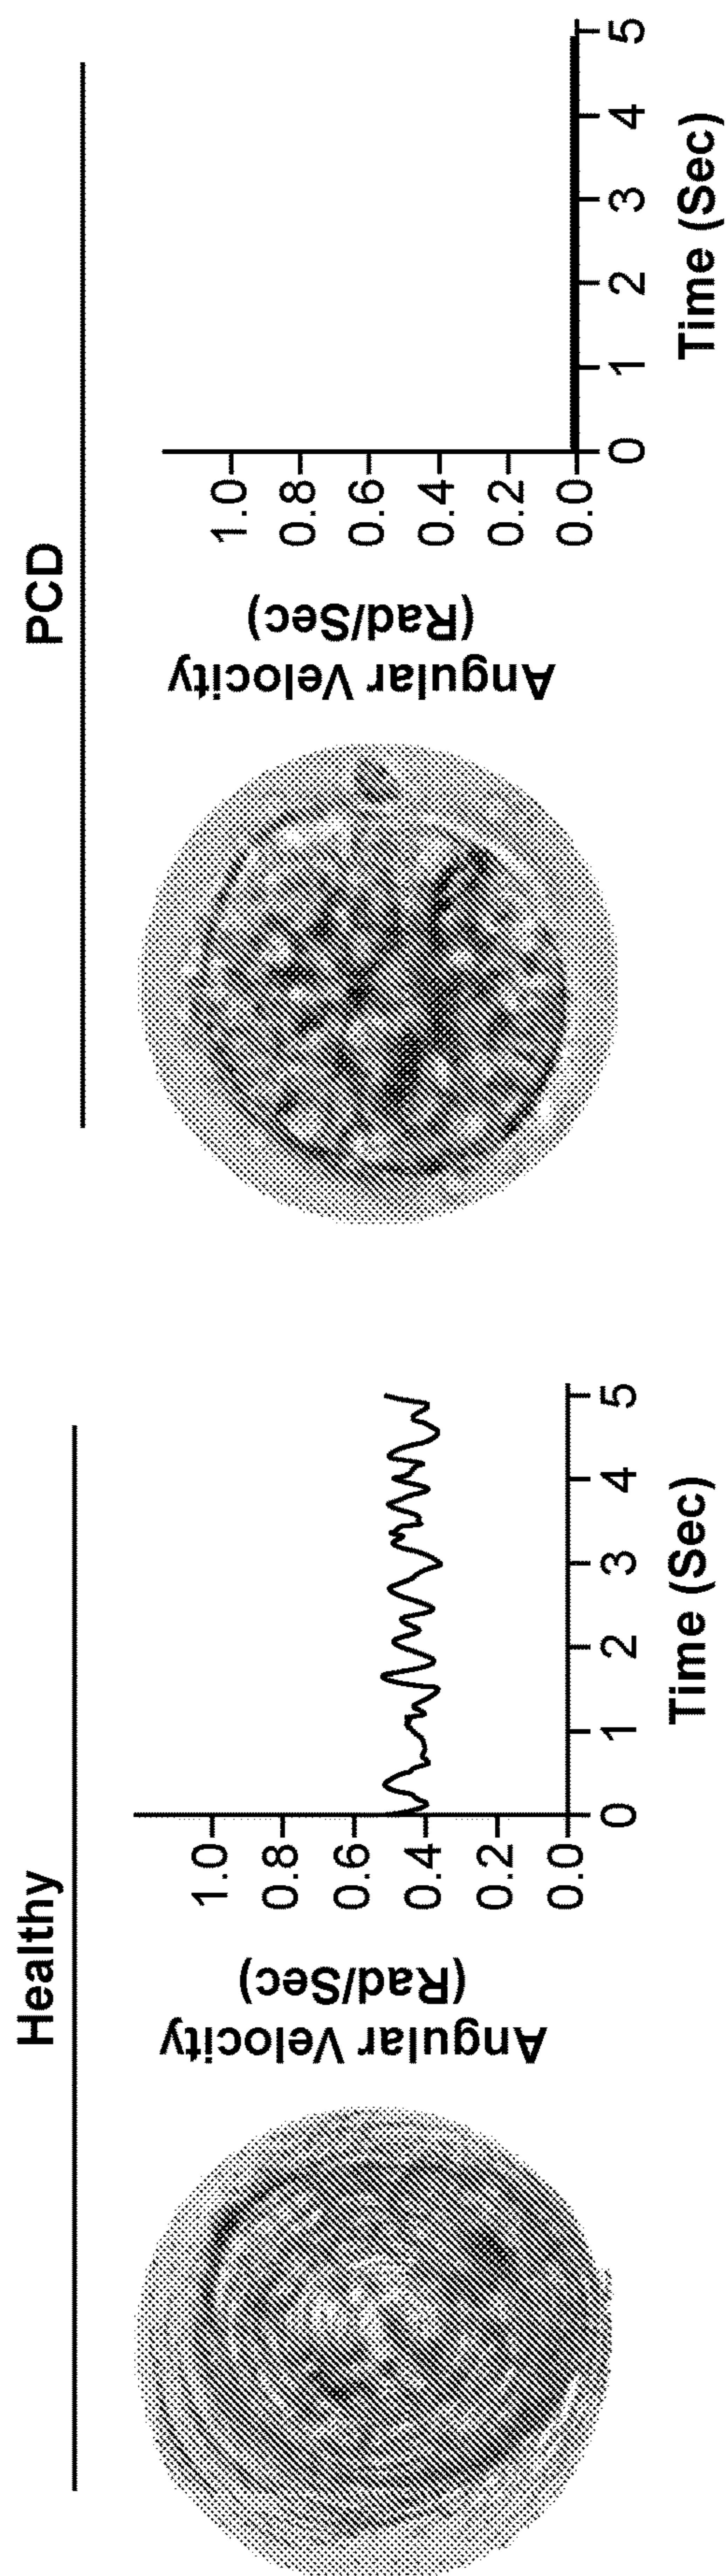 Healthy
Angular Velocity
(Rad/Sec)
1.0
0.8
0.6
0.4
0.2
0.0
0 1 2 3 4 5
Time (Sec)
PCD
Angular Velocity
(Rad/Sec)
1.0
0.8
0.6
0.4
0.2
0.0
0 1 2 3 4 5
Time (Sec)